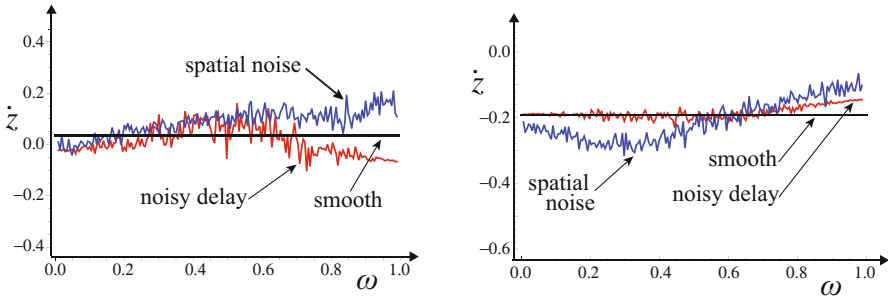 ż
0.4
0.2
0.0
−0.2
−0.4
spatial noise
noisy delay
smooth
0.0 0.2 0.4 0.6 0.8 1.0
ω
ż
0.0
−0.2
−0.4
−0.6
spatial
noise
smooth
noisy delay
0.0 0.2 0.4 0.6 0.8 1.0
ω